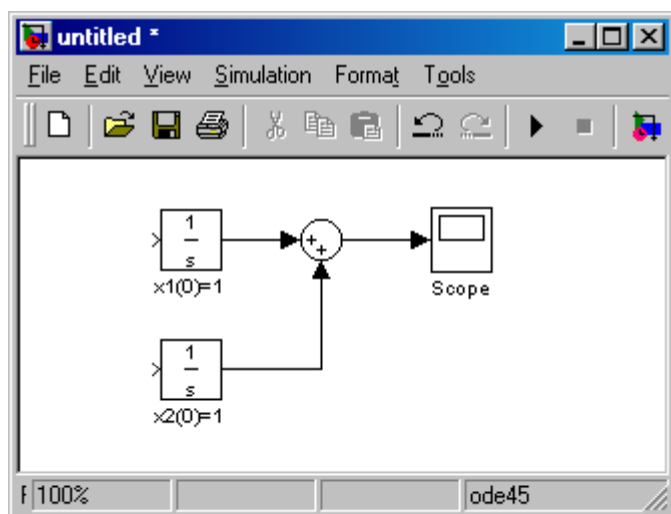 untitled *
File Edit View Simulation Format Tools
1
s
x1(0)=1
+
+
Scope
1
s
x2(0)=1
100% ode45